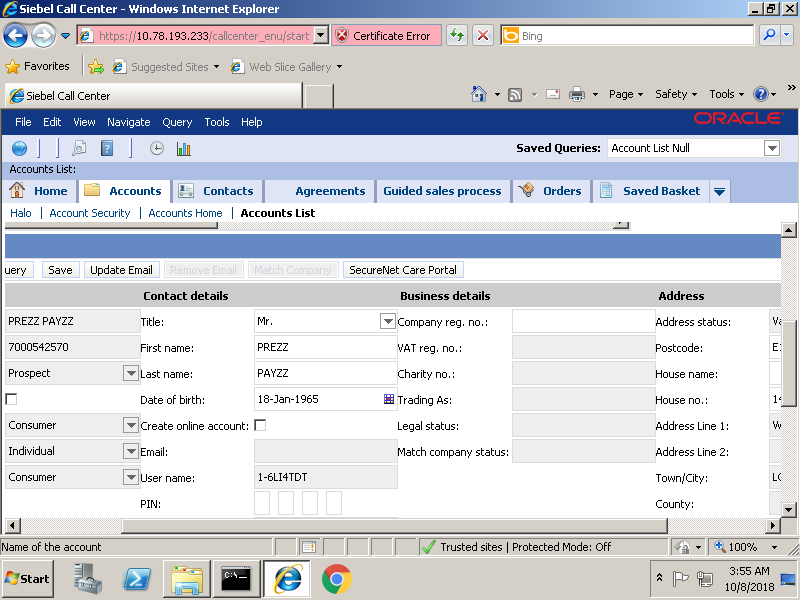 Siebel Call Center - Windows Internet Explorer
https://10.78.193.233/callcenter_enu/start
Certificate Error
Bing
Favorites
Suggested Sites
Web Slice Gallery
Siebel Call Center
Page
Safety
Tools
»
File Edit View Navigate Query Tools Help
ORACLE
Saved Queries: Account List Null
Accounts List:
Home Accounts Contacts Agreements Guided sales process Orders Saved Basket
Halo | Account Security | Accounts Home | Accounts List
uery Save Update Email Remove Email Match Company SecureNet Care Portal
Contact details Business details Address
PREZZ PAYZZ Title: Mr. Company reg. no.: Address status: Va
7000542570 First name: PREZZ VAT reg. no.: Postcode: E1
Prospect Last name: PAYZZ Charity no.: House name:
Date of birth: 18-Jan-1965 Trading As: House no.: 14
Consumer Create online account: Legal status: Address Line 1: W
Individual Email: Match company status: Address Line 2:
Consumer User name: 1-6LI4TDT Town/City: LO
PIN: County:
Name of the account
Trusted sites | Protected Mode: Off
100%
Start
C:\
3:55 AM
10/8/2018